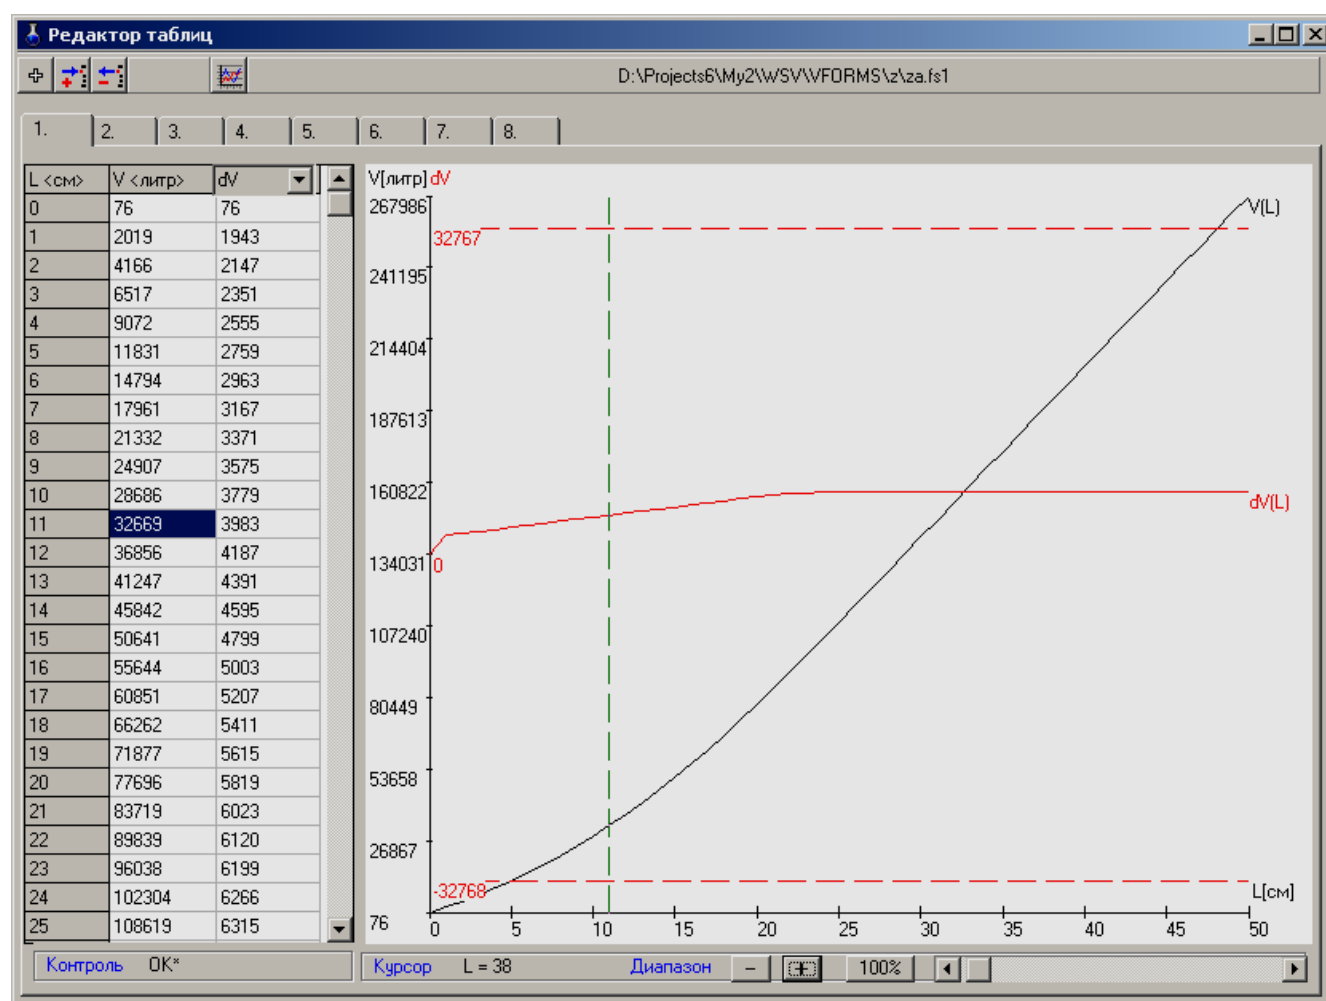 Редактор таблиц
D:\Projects6\My2\WSV\VFORMS\z\za.fs1
1. 2. 3. 4. 5. 6. 7. 8.
L <см> V <литр> dV
0 76 76
1 2019 1943
2 4166 2147
3 6517 2351
4 9072 2555
5 11831 2759
6 14794 2963
7 17961 3167
8 21332 3371
9 24907 3575
10 28686 3779
11 32669 3983
12 36856 4187
13 41247 4391
14 45842 4595
15 50641 4799
16 55644 5003
17 60851 5207
18 66262 5411
19 71877 5615
20 77696 5819
21 83719 6023
22 89839 6120
23 96038 6199
24 102304 6266
25 108619 6315
V[литр] dV
267986
V(L)
32767
241195
214404
187613
160822
dV(L)
134031 0
107240
80449
53658
26867
-32768
L[см]
76
0 5 10 15 20 25 30 35 40 45 50
Контроль OK*
Курсор L = 38 Диапазон - + 100%